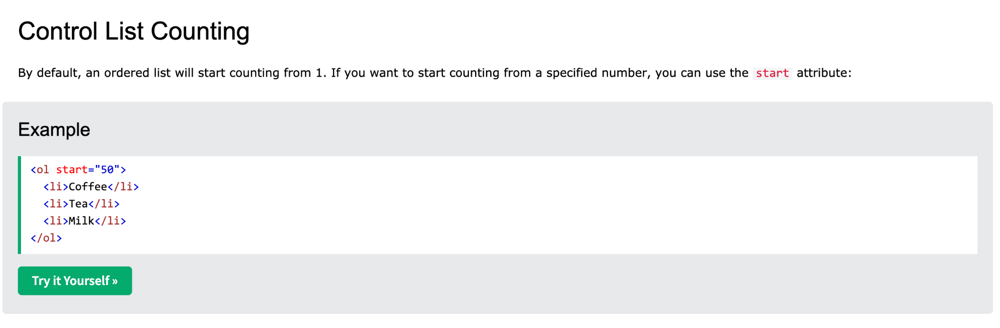 Control List Counting
By default, an ordered list will start counting from 1. If you want to start counting from a specified number, you can use the start attribute:
Example
<ol start="50">
  <li>Coffee</li>
  <li>Tea</li>
  <li>Milk</li>
</ol>
Try it Yourself »